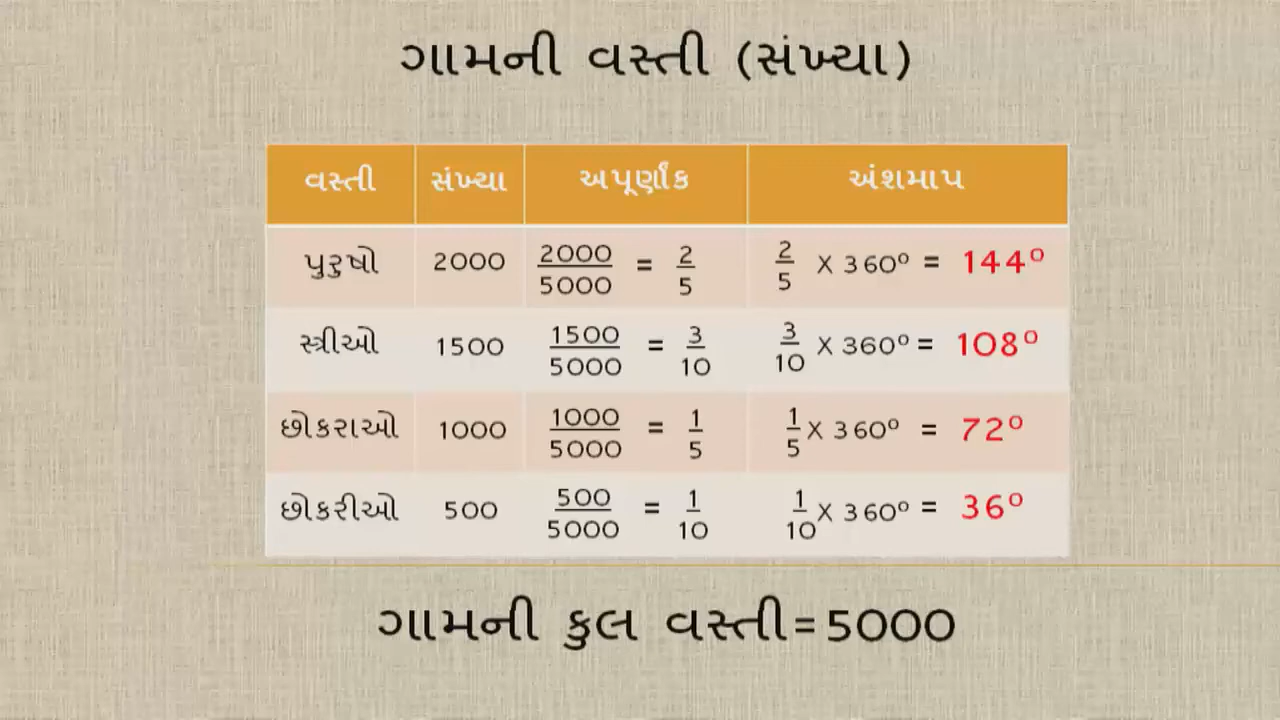 ગામની વસ્તી (સંખ્યા)
વસ્તી સંખ્યા અપૂર્ણાંક અંશમાપ
પુરુષો 2000 2000/5000 = 2/5 2/5 X 360° = 144°
સ્ત્રીઓ 1500 1500/5000 = 3/10 3/10 X 360° = 108°
છોકરાઓ 1000 1000/5000 = 1/5 1/5 X 360° = 72°
છોકરીઓ 500 500/5000 = 1/10 1/10 X 360° = 36°
ગામની કુલ વસ્તી=5000